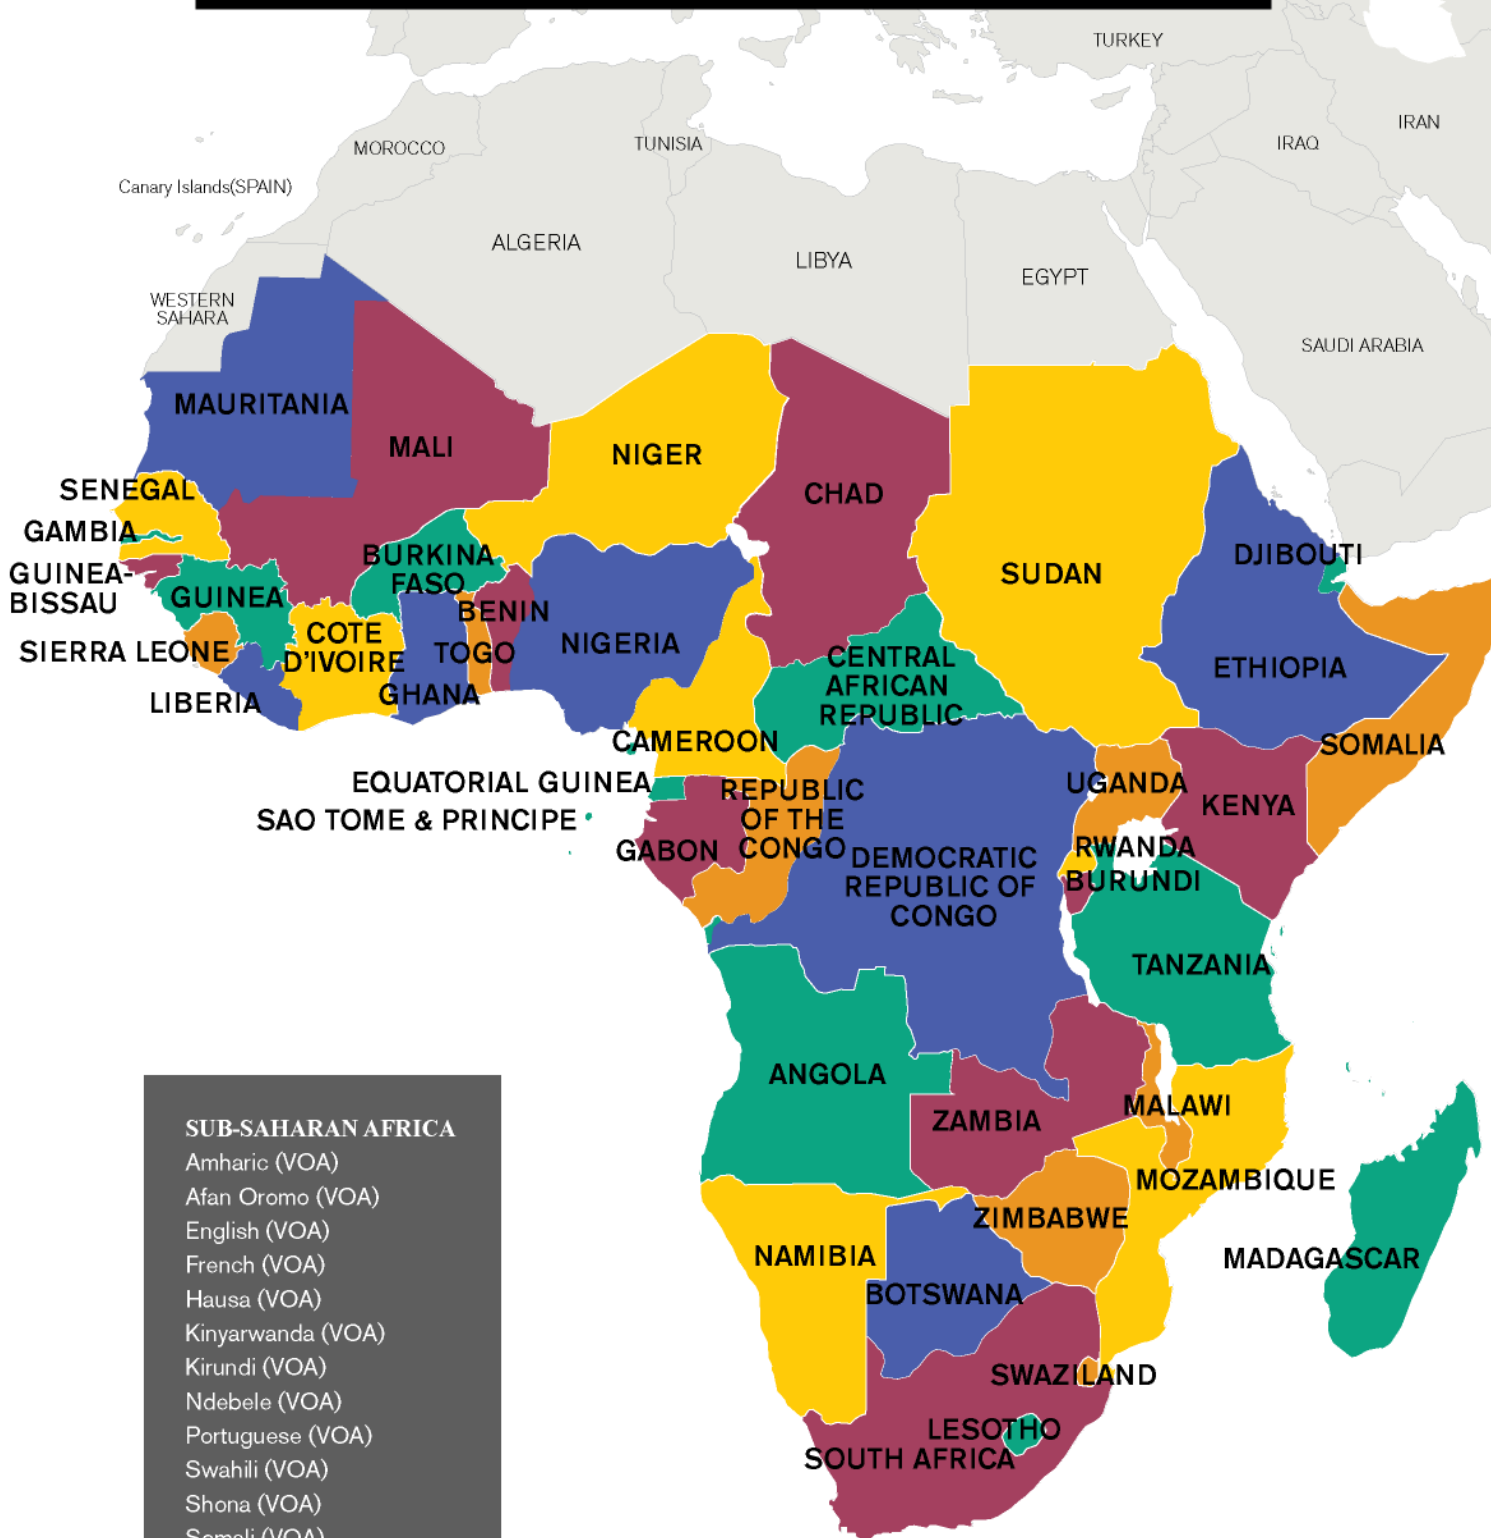 TURKEY
IRAN
IRAQ
MOROCCO
TUNISIA
Canary Islands(SPAIN)
ALGERIA
LIBYA
EGYPT
WESTERN
SAHARA
SAUDI ARABIA
MAURITANIA
MALI
NIGER
CHAD
SENEGAL
GAMBIA
GUINEA-
BISSAU
GUINEA
BURKINA
FASO
BENIN
SUDAN
DJIBOUTI
SIERRA LEONE
COTE
D'IVOIRE
TOGO
NIGERIA
CENTRAL
AFRICAN
REPUBLIC
ETHIOPIA
LIBERIA
GHANA
CAMEROON
SOMALIA
EQUATORIAL GUINEA
SAO TOME & PRINCIPE
REPUBLIC
OF THE
CONGO
UGANDA
KENYA
GABON
DEMOCRATIC
REPUBLIC OF
CONGO
RWANDA
BURUNDI
TANZANIA
ANGOLA
ZAMBIA
MALAWI
MOZAMBIQUE
ZIMBABWE
NAMIBIA
BOTSWANA
MADAGASCAR
SWAZILAND
LESOTHO
SOUTH AFRICA
SUB-SAHARAN AFRICA
Amharic (VOA)
Afan Oromo (VOA)
English (VOA)
French (VOA)
Hausa (VOA)
Kinyarwanda (VOA)
Kirundi (VOA)
Ndebele (VOA)
Portuguese (VOA)
Swahili (VOA)
Shona (VOA)
Somali (VOA)